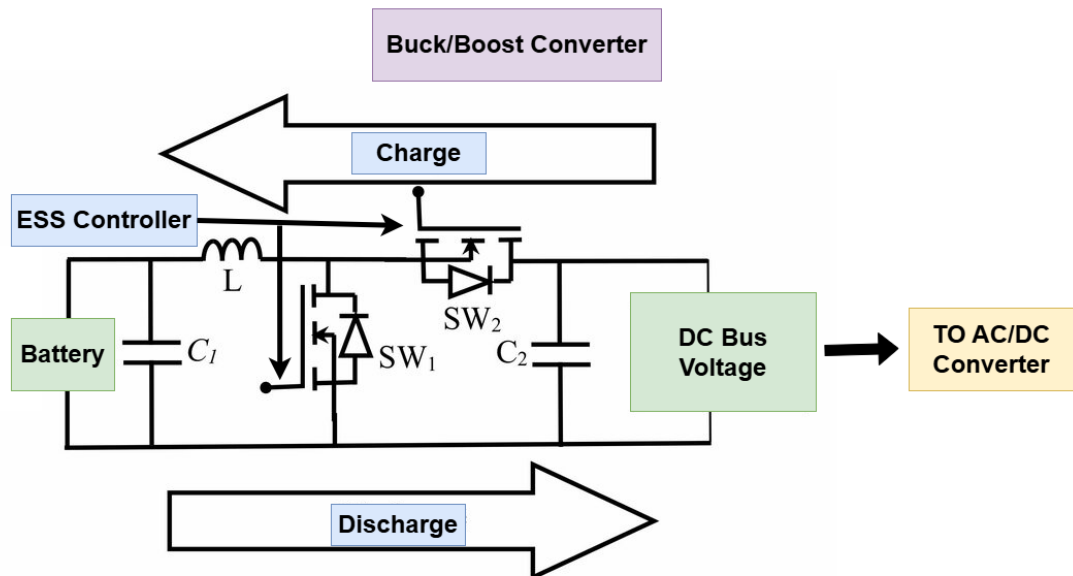 Buck/Boost Converter
Charge
ESS Controller
L
SW₂
Battery
C₁
SW₁
C₂
DC Bus
Voltage
TO AC/DC
Converter
Discharge